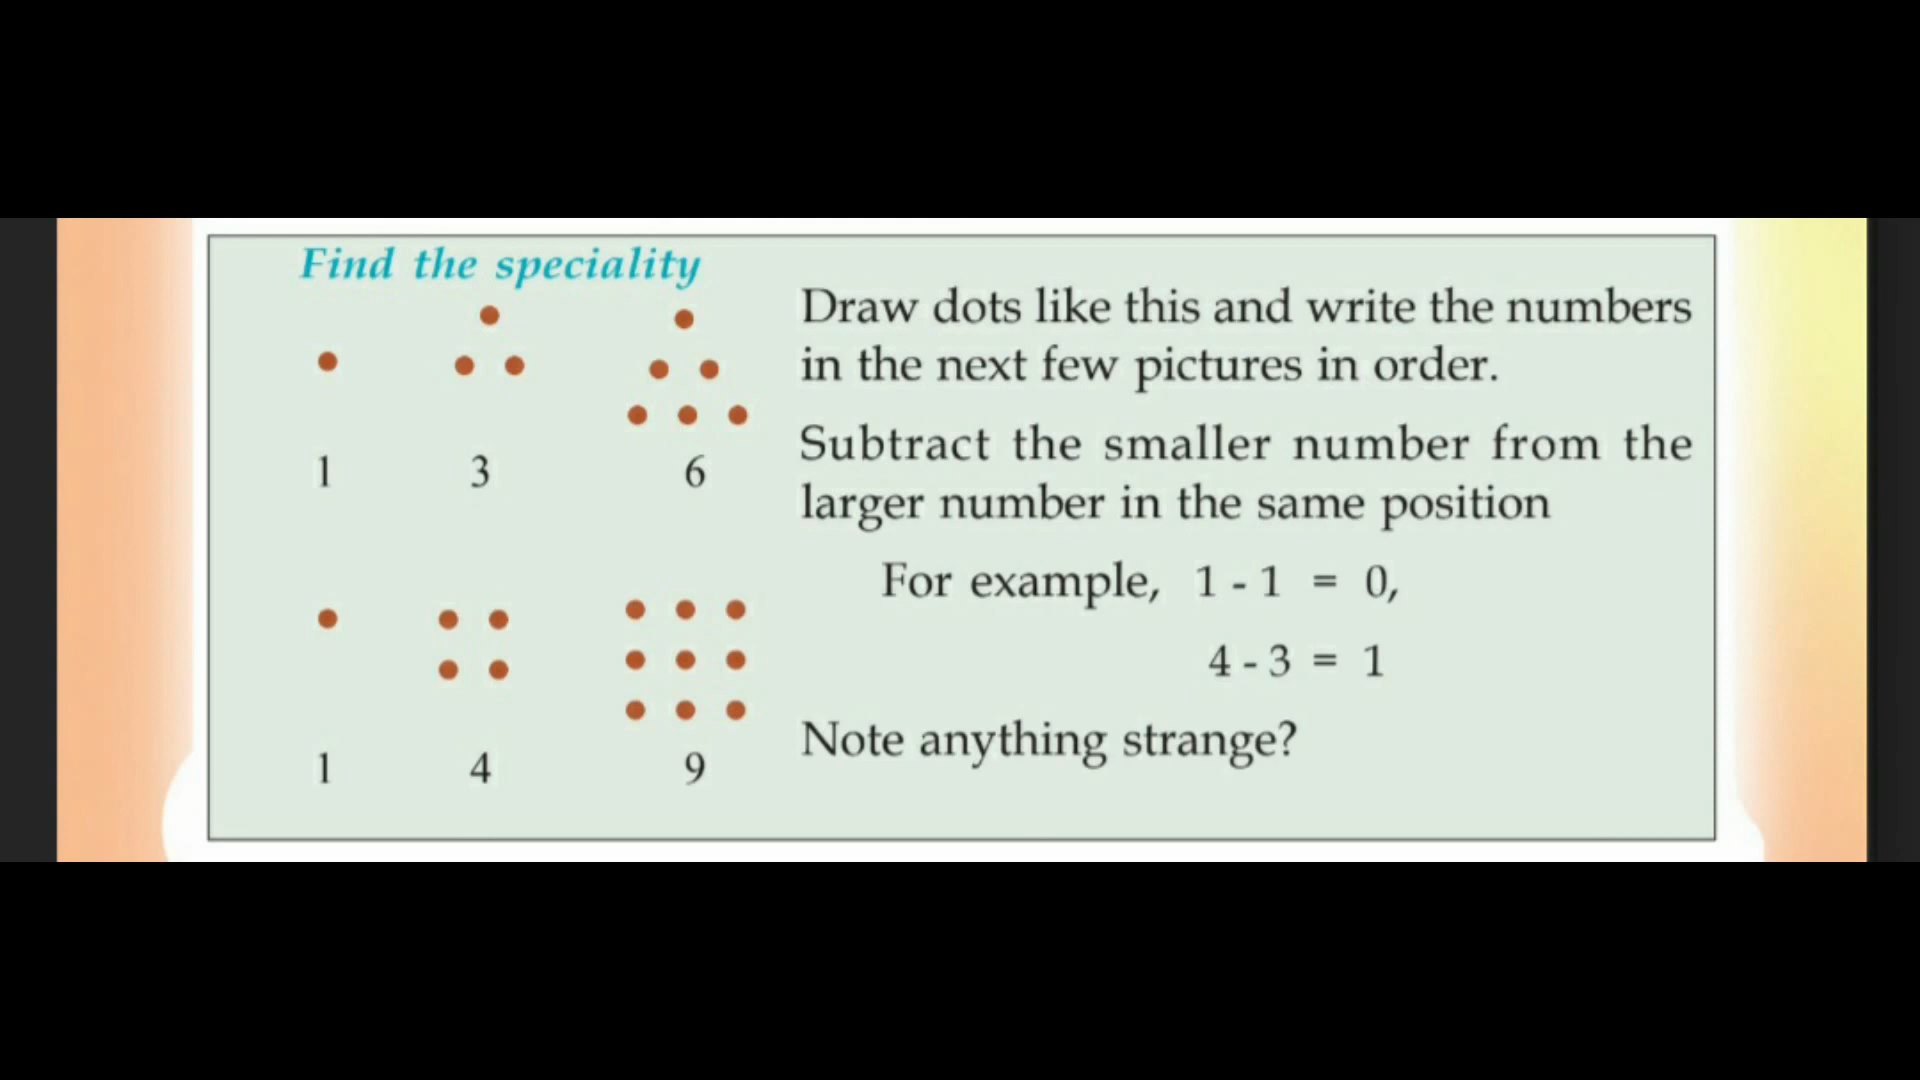 Find the speciality
1 3 6
1 4 9
Draw dots like this and write the numbers
in the next few pictures in order.
Subtract the smaller number from the
larger number in the same position
For example, 1 - 1 = 0,
4 - 3 = 1
Note anything strange?